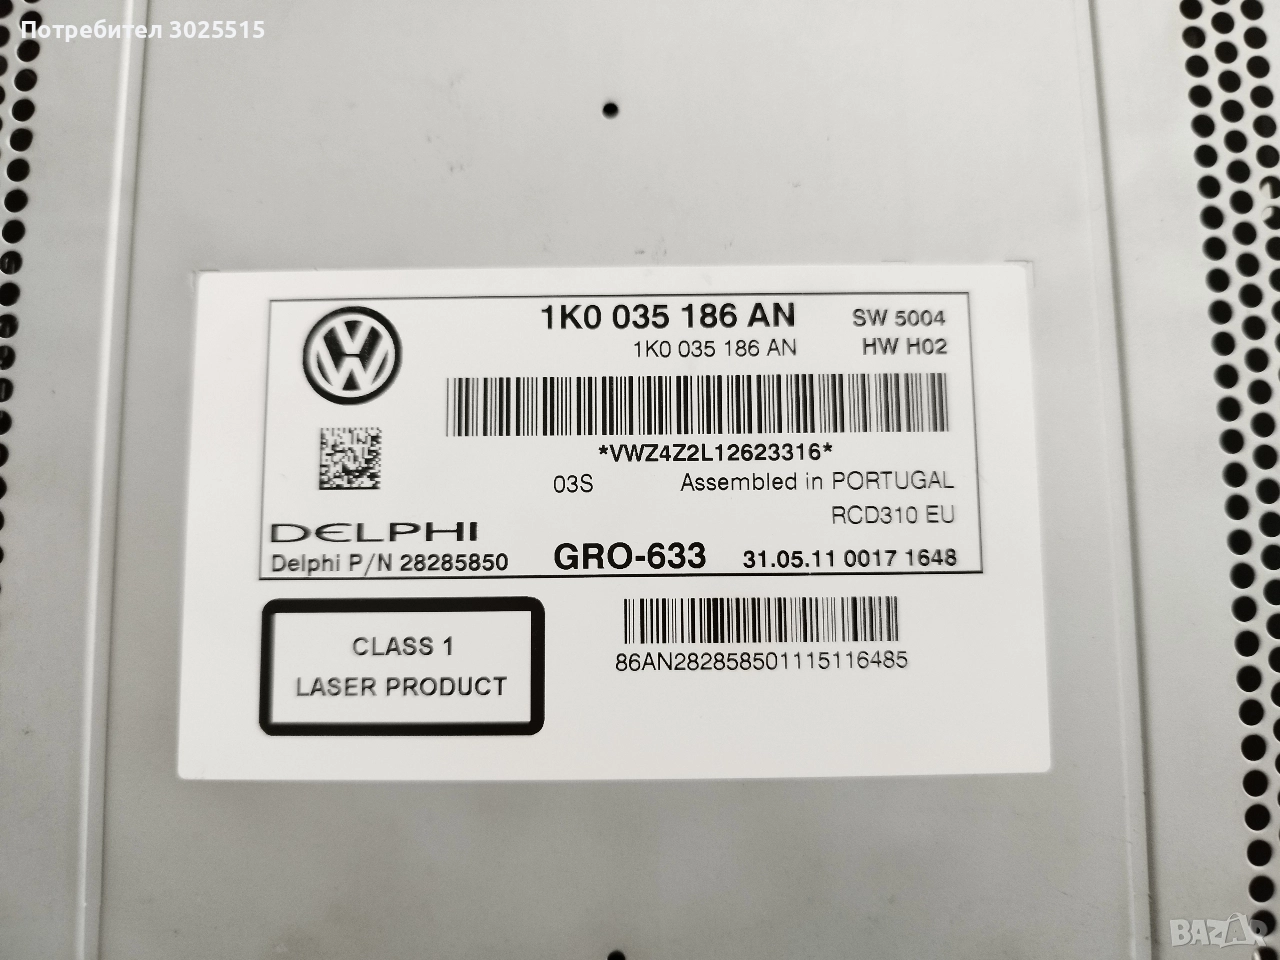 Потребител 3025515
1K0 035 186 AN SW 5004
1K0 035 186 AN HW H02
*VWZ4Z2L12623316*
03S Assembled in PORTUGAL
RCD310 EU
DELPHI
Delphi P/N 28285850 GRO-633 31.05.11 0017 1648
CLASS 1
LASER PRODUCT
86AN282858501115116485
BAZAR